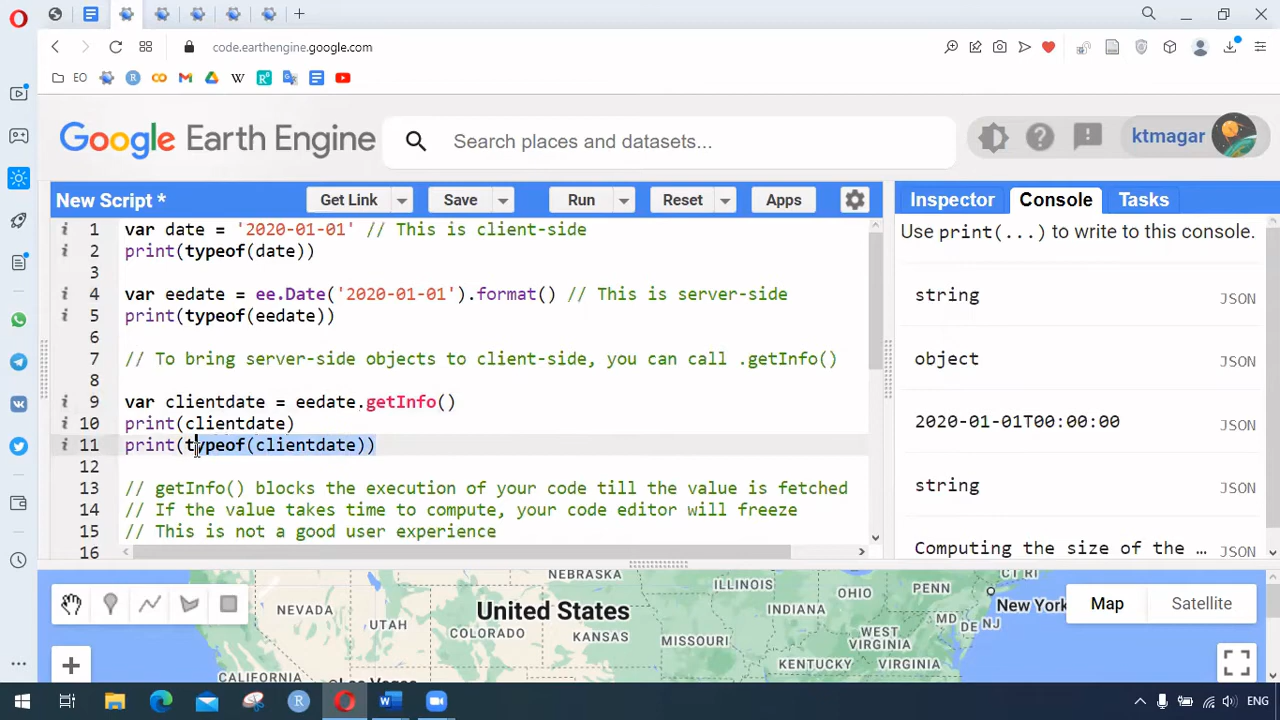 code.earthengine.google.com
EO
Google Earth Engine
Search places and datasets...
ktmagar
New Script *
Get Link
Save
Run
Reset
Apps
Inspector
Console
Tasks
1 var date = '2020-01-01' // This is client-side
2 print(typeof(date))
3
4 var eedate = ee.Date('2020-01-01').format() // This is server-side
5 print(typeof(eedate))
6
7 // To bring server-side objects to client-side, you can call .getInfo()
8
9 var clientdate = eedate.getInfo()
10 print(clientdate)
11 print(typeof(clientdate))
12
13 // getInfo() blocks the execution of your code till the value is fetched
14 // If the value takes time to compute, your code editor will freeze
15 // This is not a good user experience
16
Use print(...) to write to this console.
string JSON
object JSON
2020-01-01T00:00:00 JSON
string JSON
Computing the size of the ... JSON
NEBRASKA
ILLINOIS
OHIO
PENN
CT RI
NEVADA
United States
INDIANA
New York
UTAH
COLORADO
KANSAS
MISSOURI
WEST VIRGINIA
MD
DE
NJ
KENTUCKY
VIRGINIA
CALIFORNIA
Las Vegas
Map
Satellite
ENG